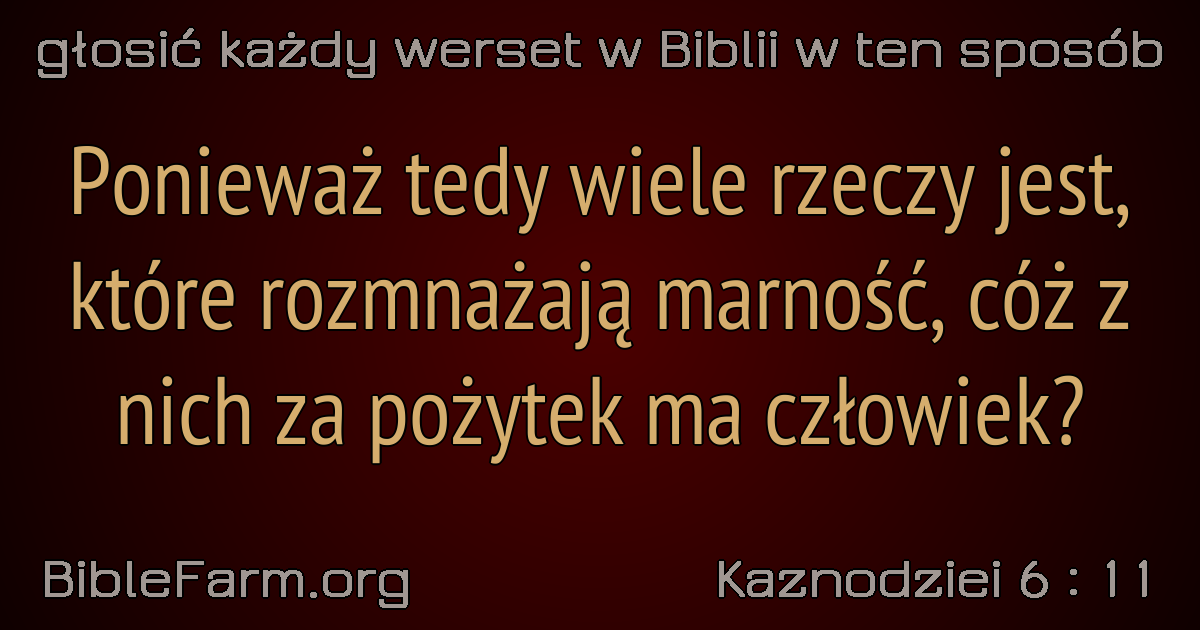 głosić każdy werset w Biblii w ten sposób
Ponieważ tedy wiele rzeczy jest,
które rozmnażają marność, cóż z
nich za pożytek ma człowiek?
BibleFarm.org
Kaznodziei 6 : 11